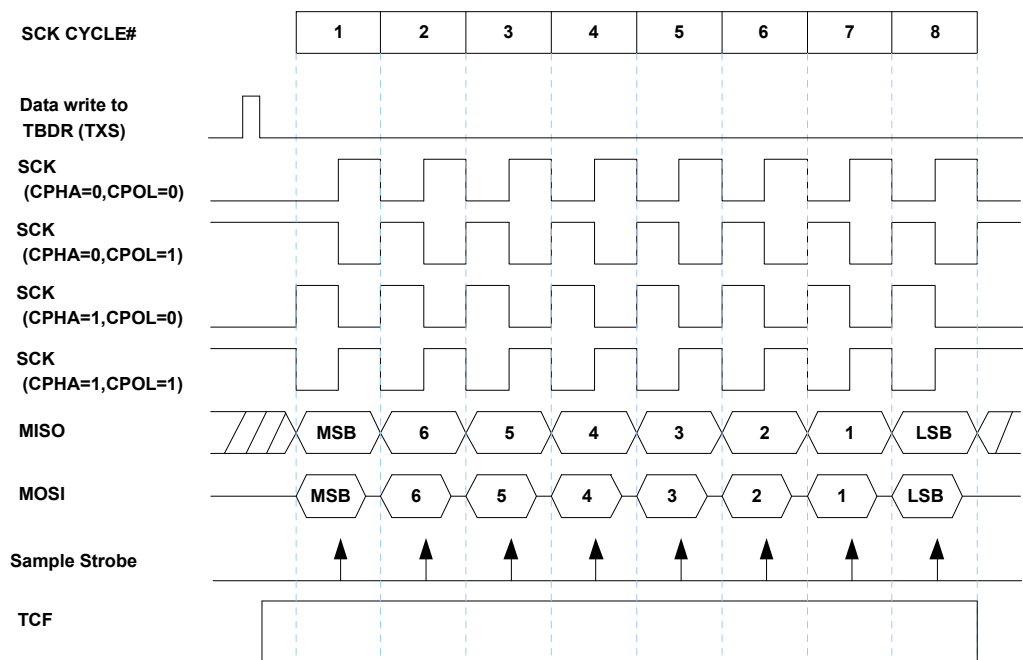 SCK CYCLE# 1 2 3 4 5 6 7 8
Data write to
TBDR (TXS)
SCK
(CPHA=0,CPOL=0)
SCK
(CPHA=0,CPOL=1)
SCK
(CPHA=1,CPOL=0)
SCK
(CPHA=1,CPOL=1)
MISO MSB 6 5 4 3 2 1 LSB
MOSI MSB 6 5 4 3 2 1 LSB
Sample Strobe
TCF